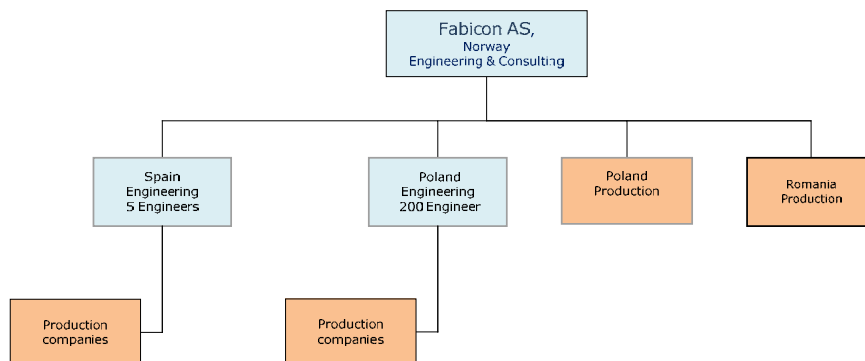 Fabicon AS,
Norway
Engineering & Consulting
Spain
Engineering
5 Engineers
Poland
Engineering
200 Engineer
Poland
Production
Romania
Production
Production
companies
Production
companies